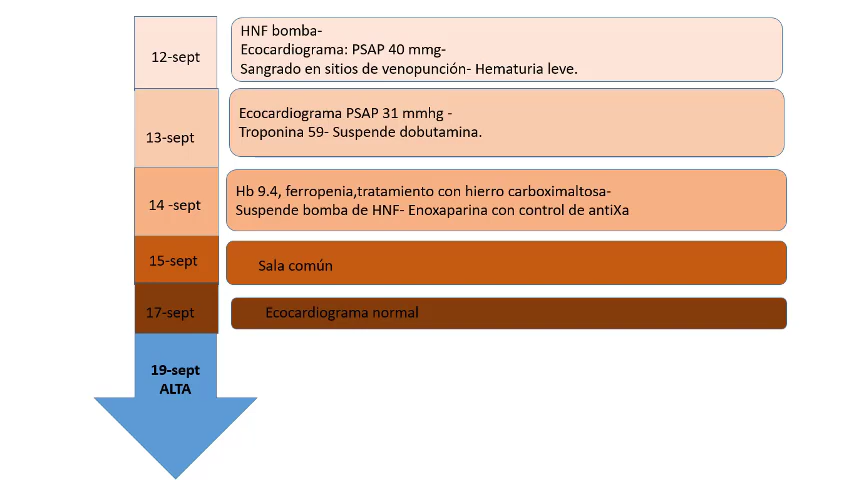 12-sept
HNF bomba-
Ecocardiograma: PSAP 40 mmg-
Sangrado en sitios de venopunción- Hematuria leve.
13-sept
Ecocardiograma PSAP 31 mmhg -
Troponina 59- Suspende dobutamina.
14 -sept
Hb 9.4, ferropenia,tratamiento con hierro carboximaltosa-
Suspende bomba de HNF- Enoxaparina con control de antiXa
15-sept
Sala común
17-sept
Ecocardiograma normal
19-sept
ALTA